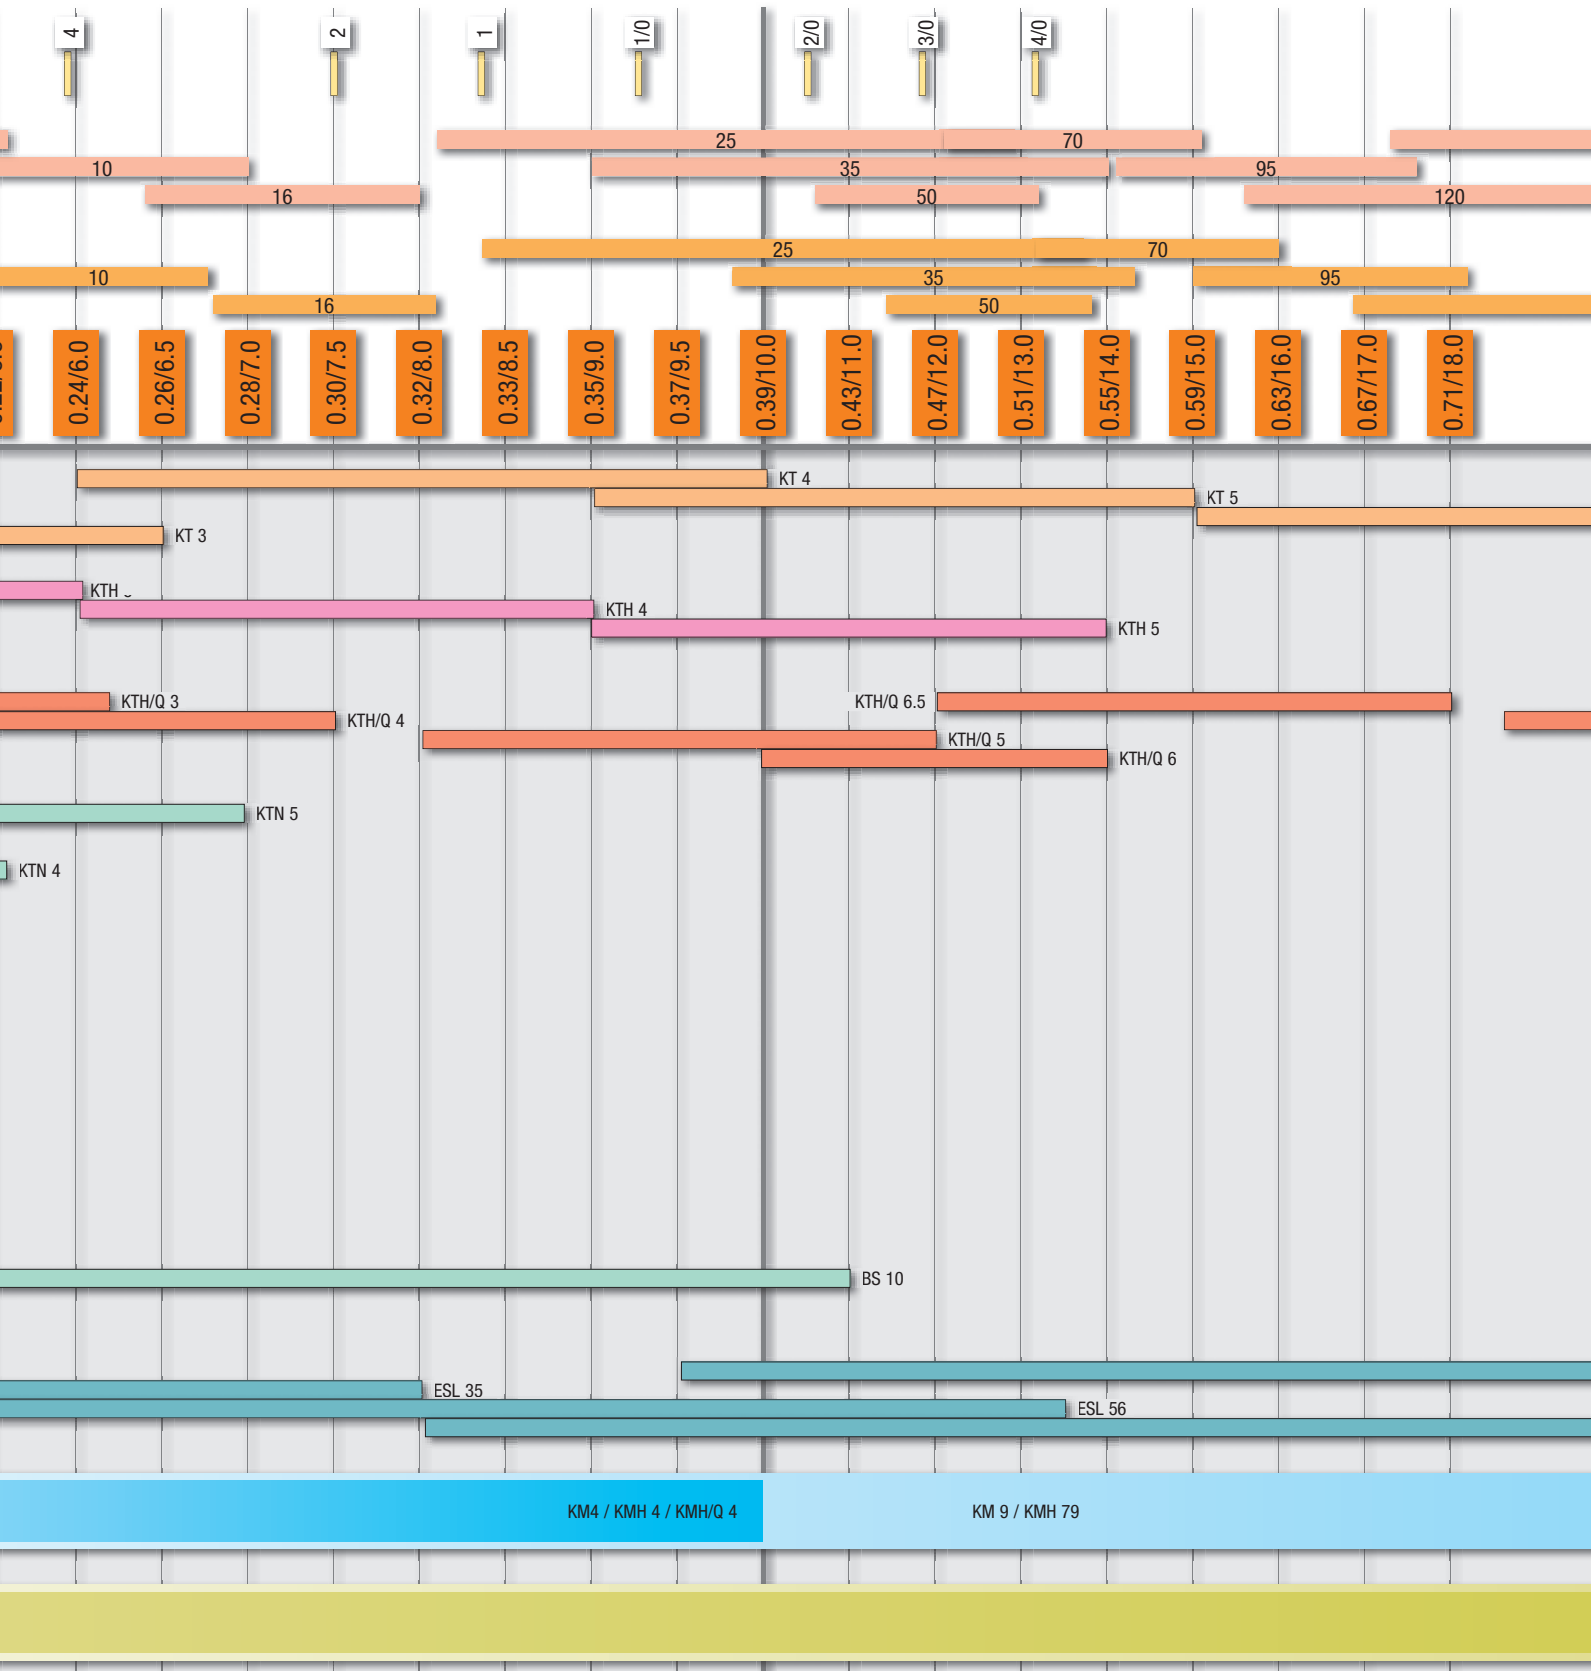 4
2
1
1/0
2/0
3/0
4/0
25
70
10
35
95
16
50
120
25
70
10
35
95
16
50
0.24/6.0
0.26/6.5
0.28/7.0
0.30/7.5
0.32/8.0
0.33/8.5
0.35/9.0
0.37/9.5
0.39/10.0
0.43/11.0
0.47/12.0
0.51/13.0
0.55/14.0
0.59/15.0
0.63/16.0
0.67/17.0
0.71/18.0
KT 4
KT 5
KT 3
KTH
KTH 4
KTH 5
KTH/Q 3
KTH/Q 6.5
KTH/Q 4
KTH/Q 5
KTH/Q 6
KTN 5
KTN 4
BS 10
ESL 35
ESL 56
KM4 / KMH 4 / KMH/Q 4
KM 9 / KMH 79